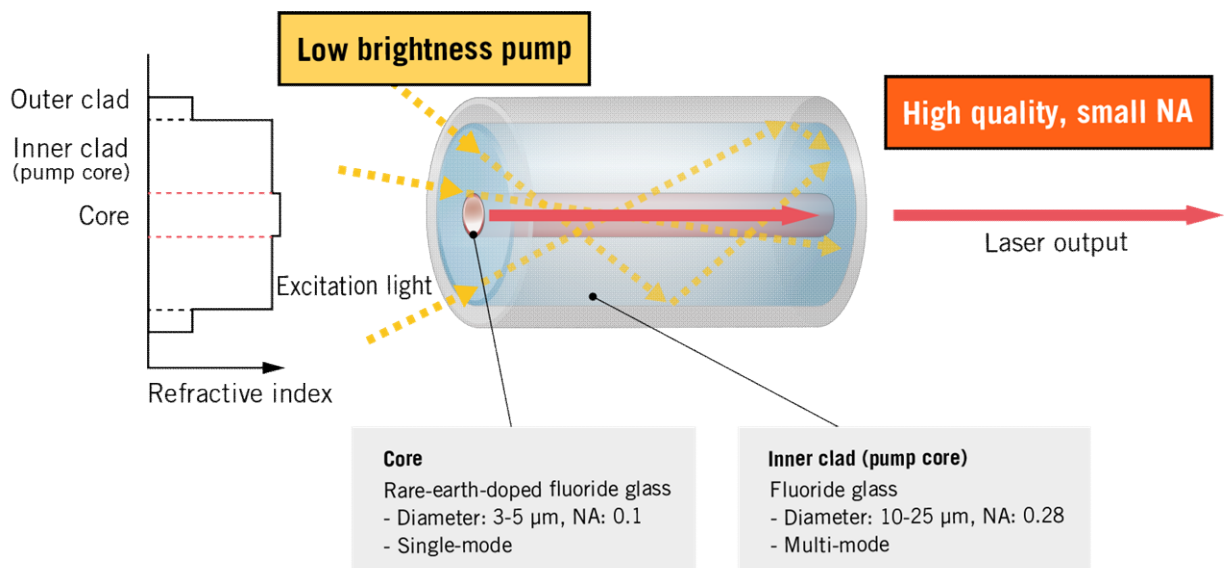 Low brightness pump
High quality, small NA
Outer clad
Inner clad
(pump core)
Core
Excitation light
Refractive index
Laser output
Core
Rare-earth-doped fluoride glass
- Diameter: 3-5 µm, NA: 0.1
- Single-mode
Inner clad (pump core)
Fluoride glass
- Diameter: 10-25 µm, NA: 0.28
- Multi-mode